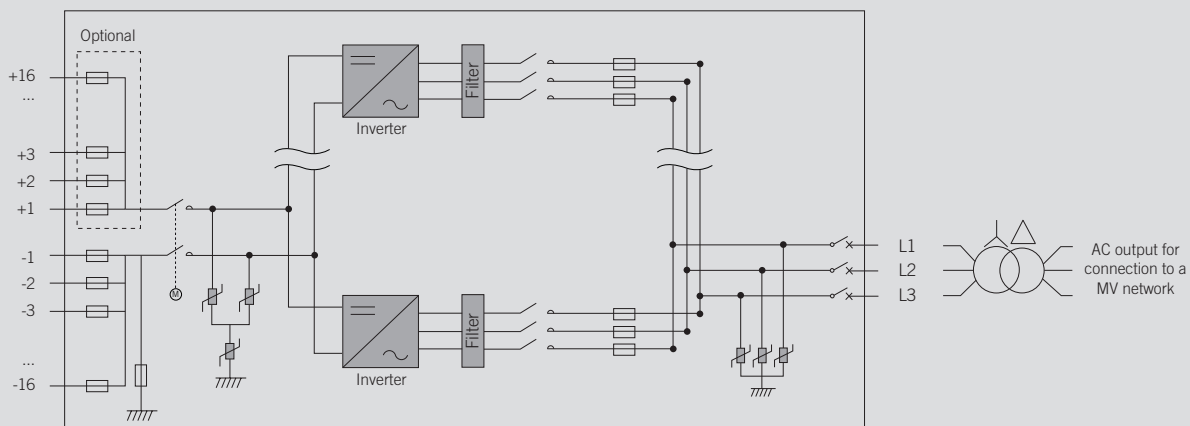 Optional
+16
...
+3
+2
+1
-1
-2
-3
...
-16
M
Inverter
Filter
Inverter
Filter
L1
L2
L3
AC output for
connection to a
MV network